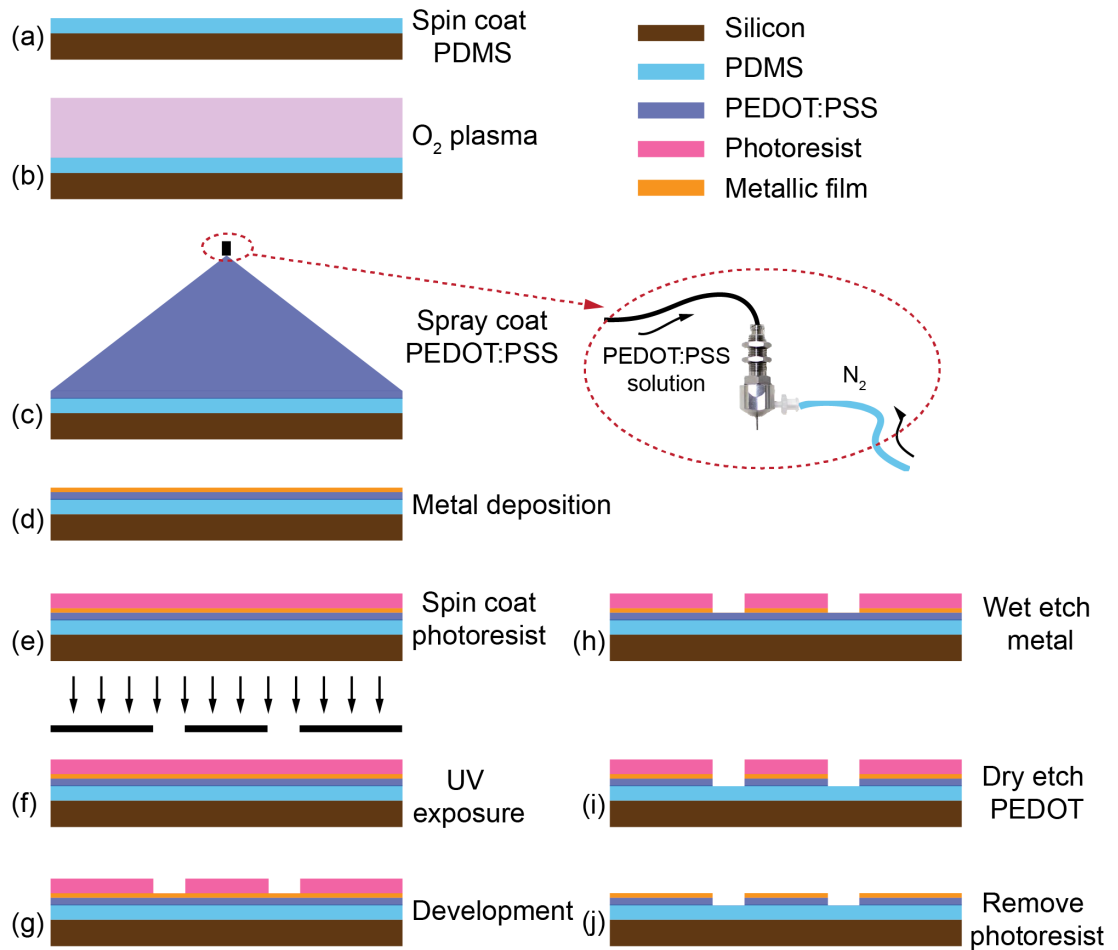 (a)
Spin coat
PDMS
Silicon
PDMS
PEDOT:PSS
Photoresist
Metallic film
(b)
O₂ plasma
(c)
Spray coat
PEDOT:PSS
PEDOT:PSS
solution
N₂
(d)
Metal deposition
(e)
Spin coat
photoresist
(f)
UV
exposure
(g)
Development
(h)
Wet etch
metal
(i)
Dry etch
PEDOT
(j)
Remove
photoresist